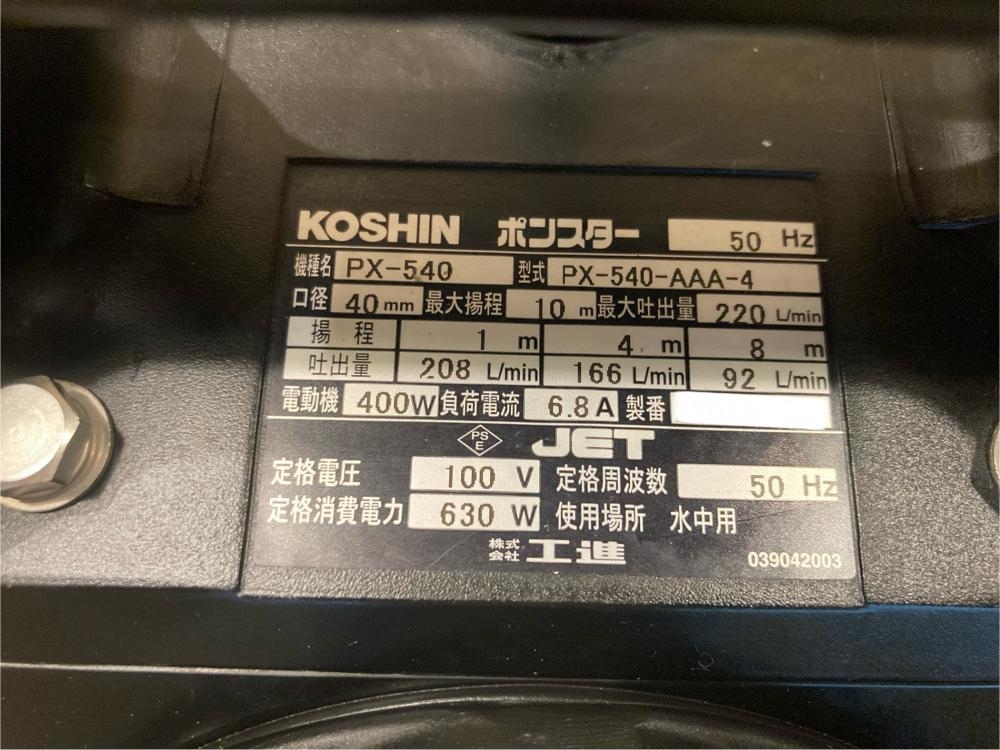 KOSHIN ポンスター 50 Hz
機種名 PX-540 型式 PX-540-AAA-4
口径 40 mm 最大揚程 10 m 最大吐出量 220 L/min
揚程 1 m 4 m 8 m
吐出量 208 L/min 166 L/min 92 L/min
電動機 400W 負荷電流 6.8 A 製番
PS E JET
定格電圧 100 V 定格周波数 50 Hz
定格消費電力 630 W 使用場所 水中用
株式会社 工進 039042003